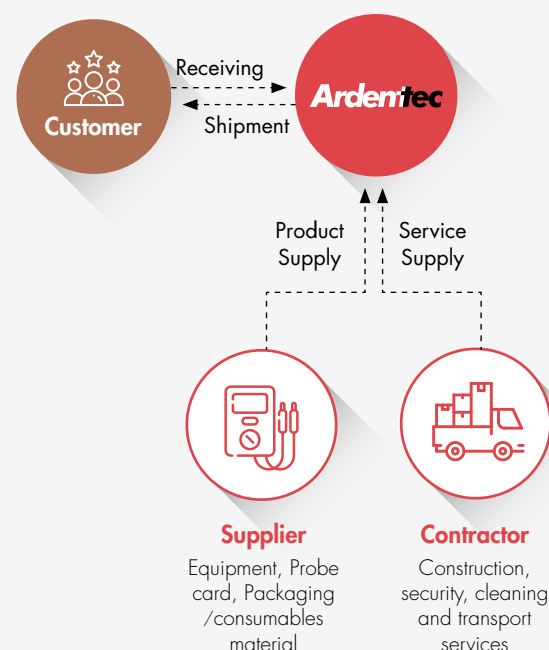 Receiving
Customer
Ardentec
Shipment
Product
Supply
Service
Supply
Supplier
Equipment, Probe
card, Packaging
/consumables
material
Contractor
Construction,
security, cleaning
and transport
services